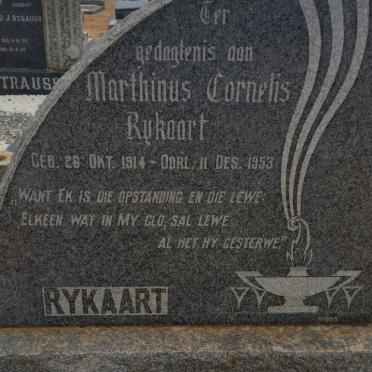 J STRAUSS
STRAUSS
Ter
gedagtenis aan
Marthinus Cornelis
Rykaart
GEB. 26 OKT. 1914 – OORL. 11 DES. 1953
„WANT EK IS DIE OPSTANDING EN DIE LEWE:
ELKEEN WAT IN MY GLO, SAL LEWE
AL HET HY GESTERWE."
RYKAART